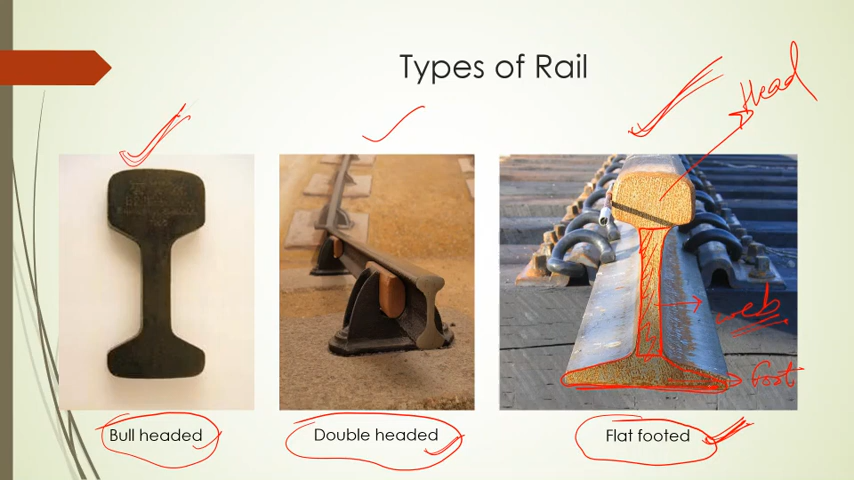 Types of Rail
Head
web
foot
Bull headed
Double headed
Flat footed